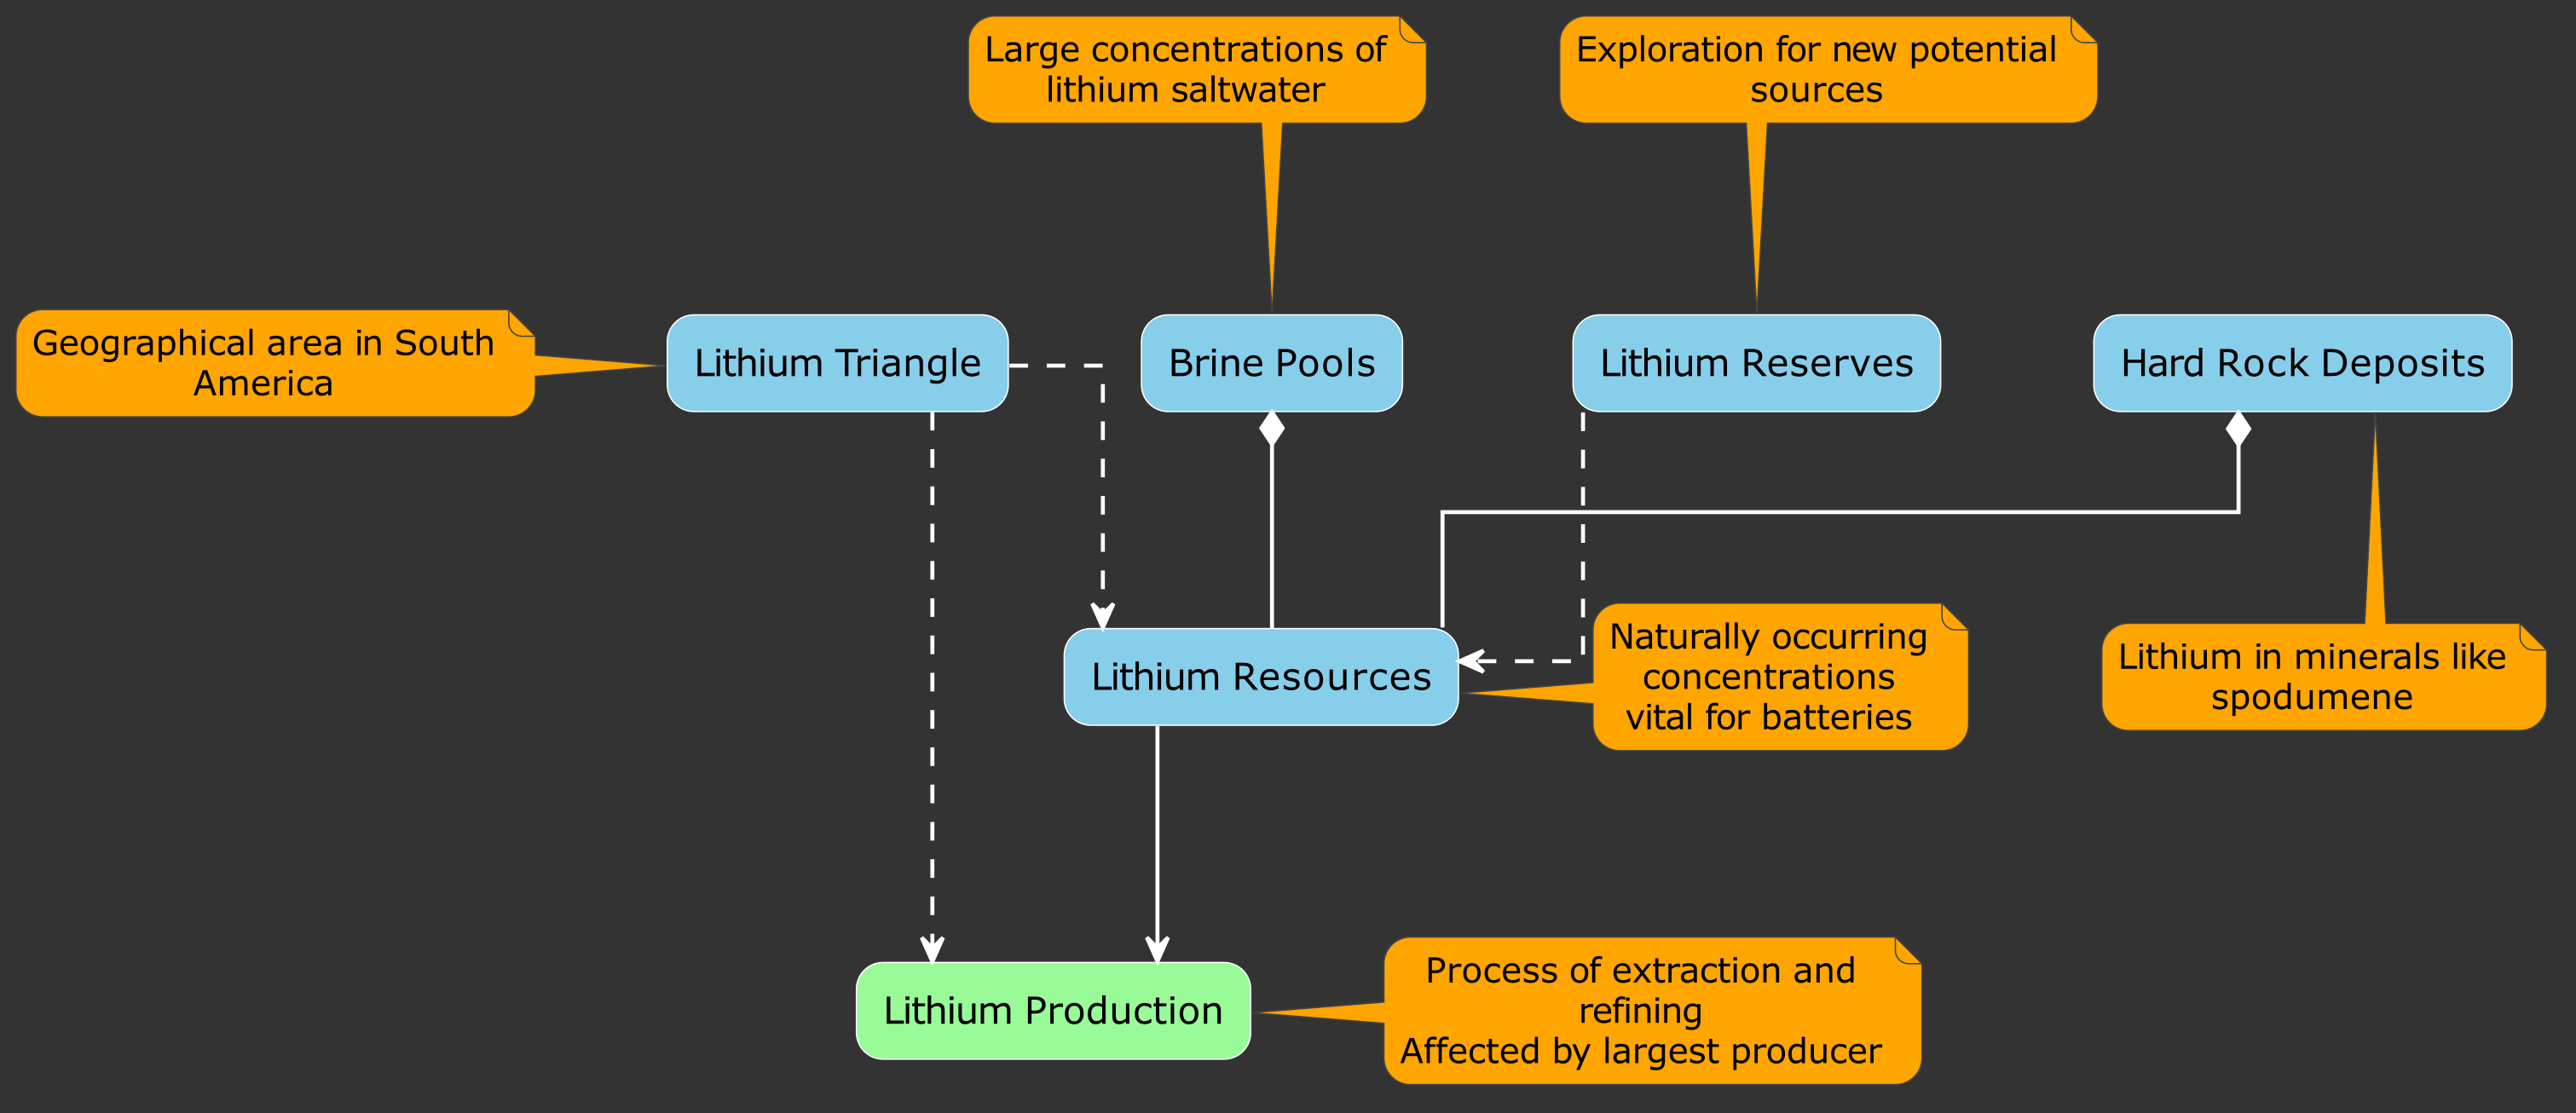 Large concentrations of
lithium saltwater
Exploration for new potential
sources
Geographical area in South
America
Lithium Triangle
Brine Pools
Lithium Reserves
Hard Rock Deposits
Lithium Resources
Naturally occurring
concentrations
vital for batteries
Lithium in minerals like
spodumene
Lithium Production
Process of extraction and
refining
Affected by largest producer